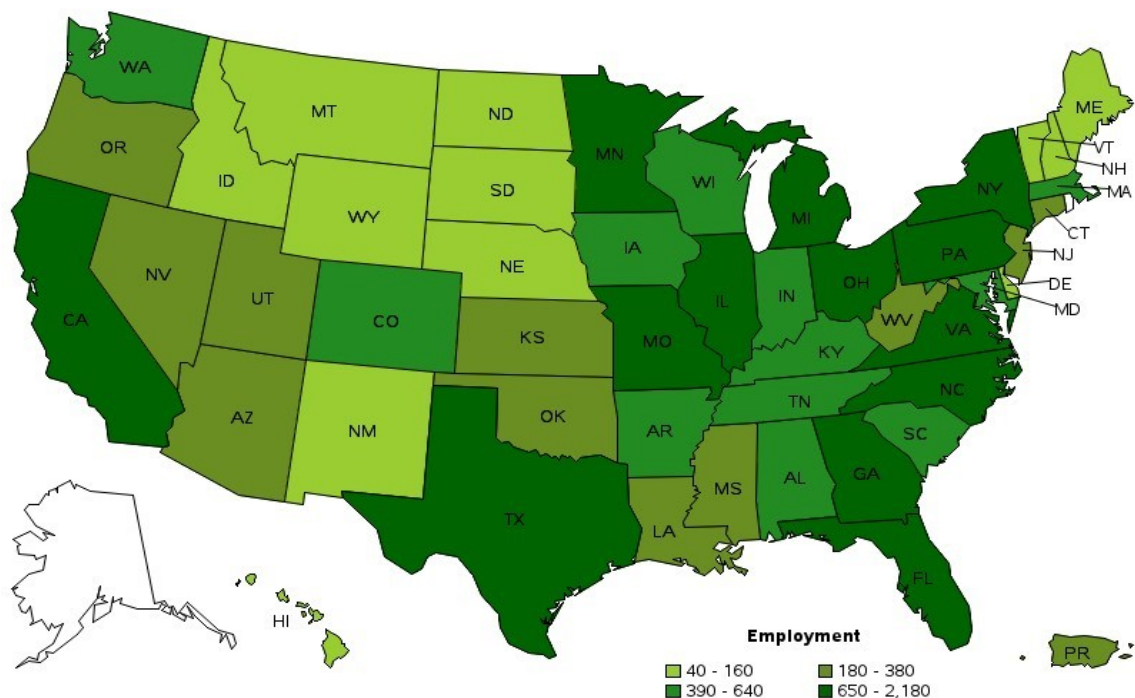 WA
MT
ND
ME
OR
MN
VT
NH
ID
WI
MA
SD
NY
WY
MI
CT
IA
PA
NJ
NE
NV
OH
DE
UT
IL
IN
MD
CA
CO
WV
VA
KS
MO
KY
NC
TN
OK
AZ
AR
NM
SC
MS
AL
GA
TX
LA
FL
HI
PR
Employment
40 - 160
180 - 380
390 - 640
650 - 2,180